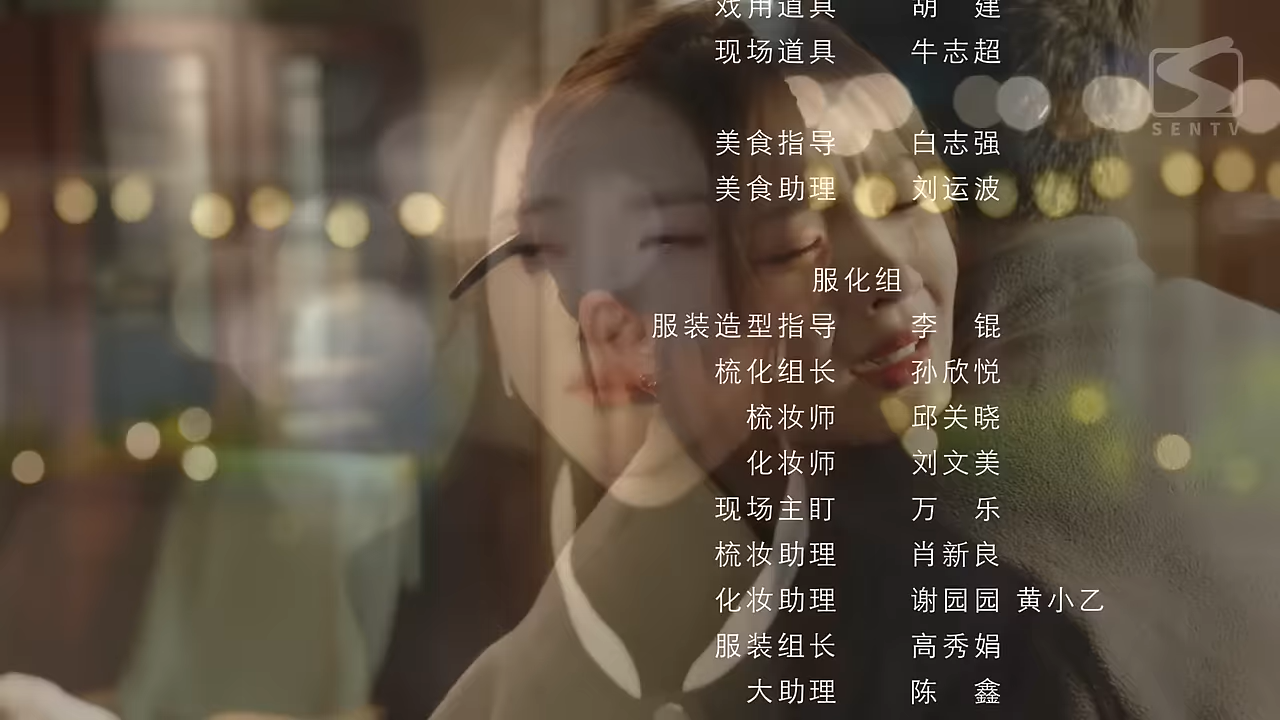 戏用道具 胡 建
现场道具 牛志超
SENTV
美食指导 白志强
美食助理 刘运波
服化组
服装造型指导 李 锟
梳化组长 孙欣悦
梳妆师 邱关晓
化妆师 刘文美
现场主盯 万 乐
梳妆助理 肖新良
化妆助理 谢园园 黄小乙
服装组长 高秀娟
大助理 陈 鑫